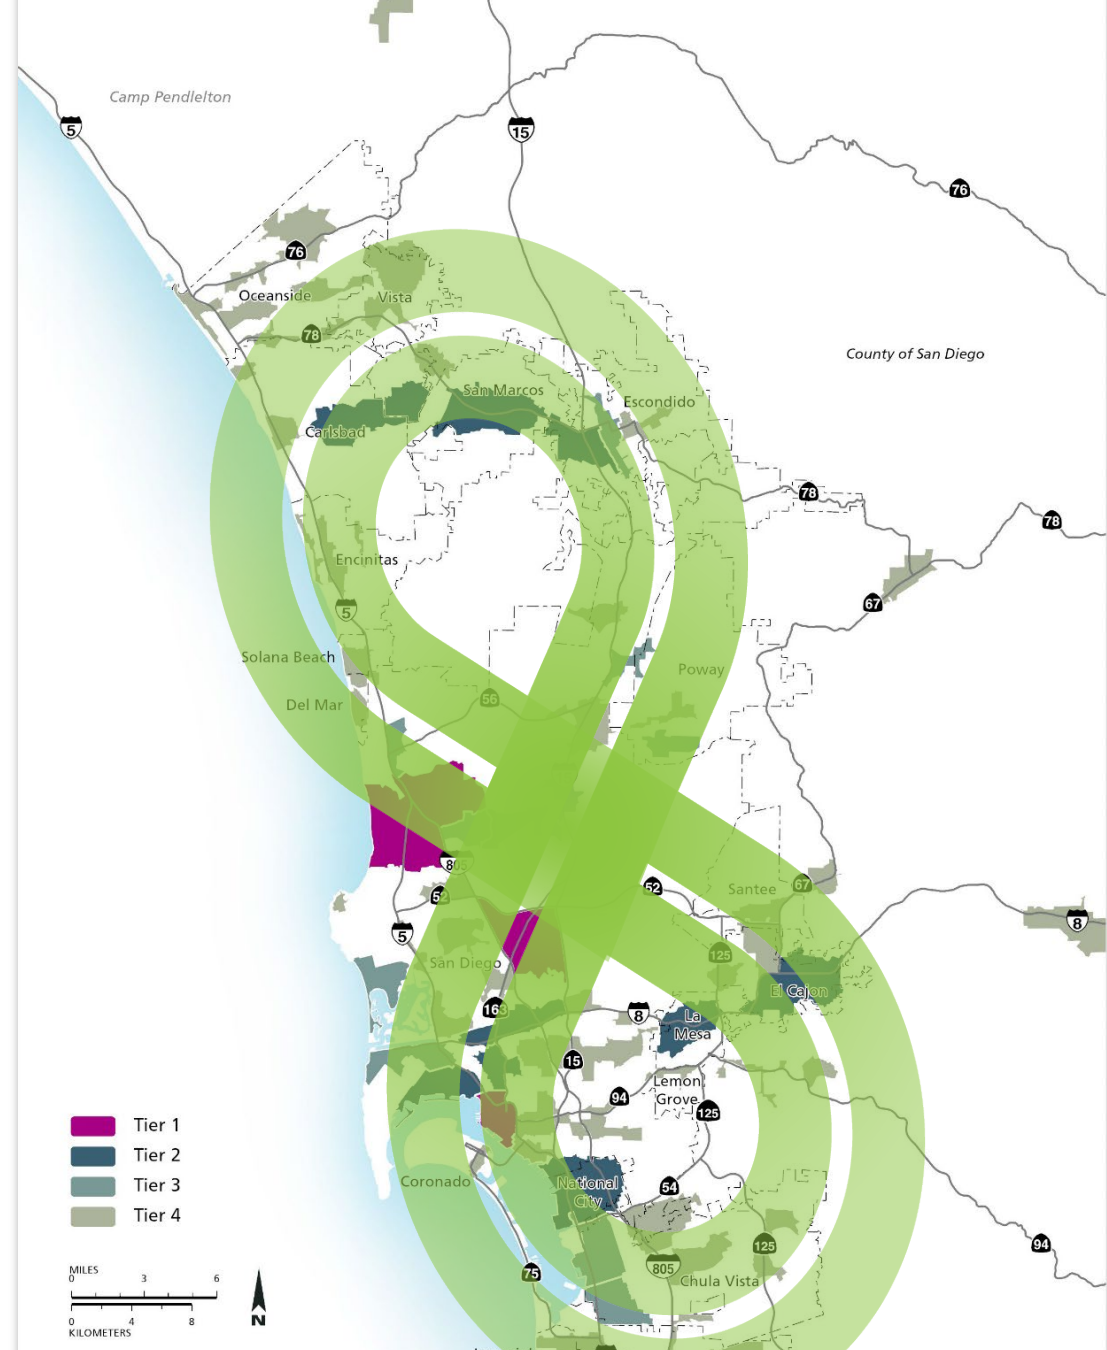 Camp Pendlelton
5
15
76
76
Oceanside
Vista
78
County of San Diego
San Marcos
Escondido
Carlsbad
78
78
Encinitas
67
5
Solana Beach
Poway
56
Del Mar
805
52
52
Santee
67
8
5
125
San Diego
El Cajon
163
8
La
Mesa
15
Lemon
Grove
94
125
Tier 1
Tier 2
Tier 3
Tier 4
Coronado
National
City
54
94
125
805
75
Chula Vista
MILES
0 3 6
0 4 8
KILOMETERS
N